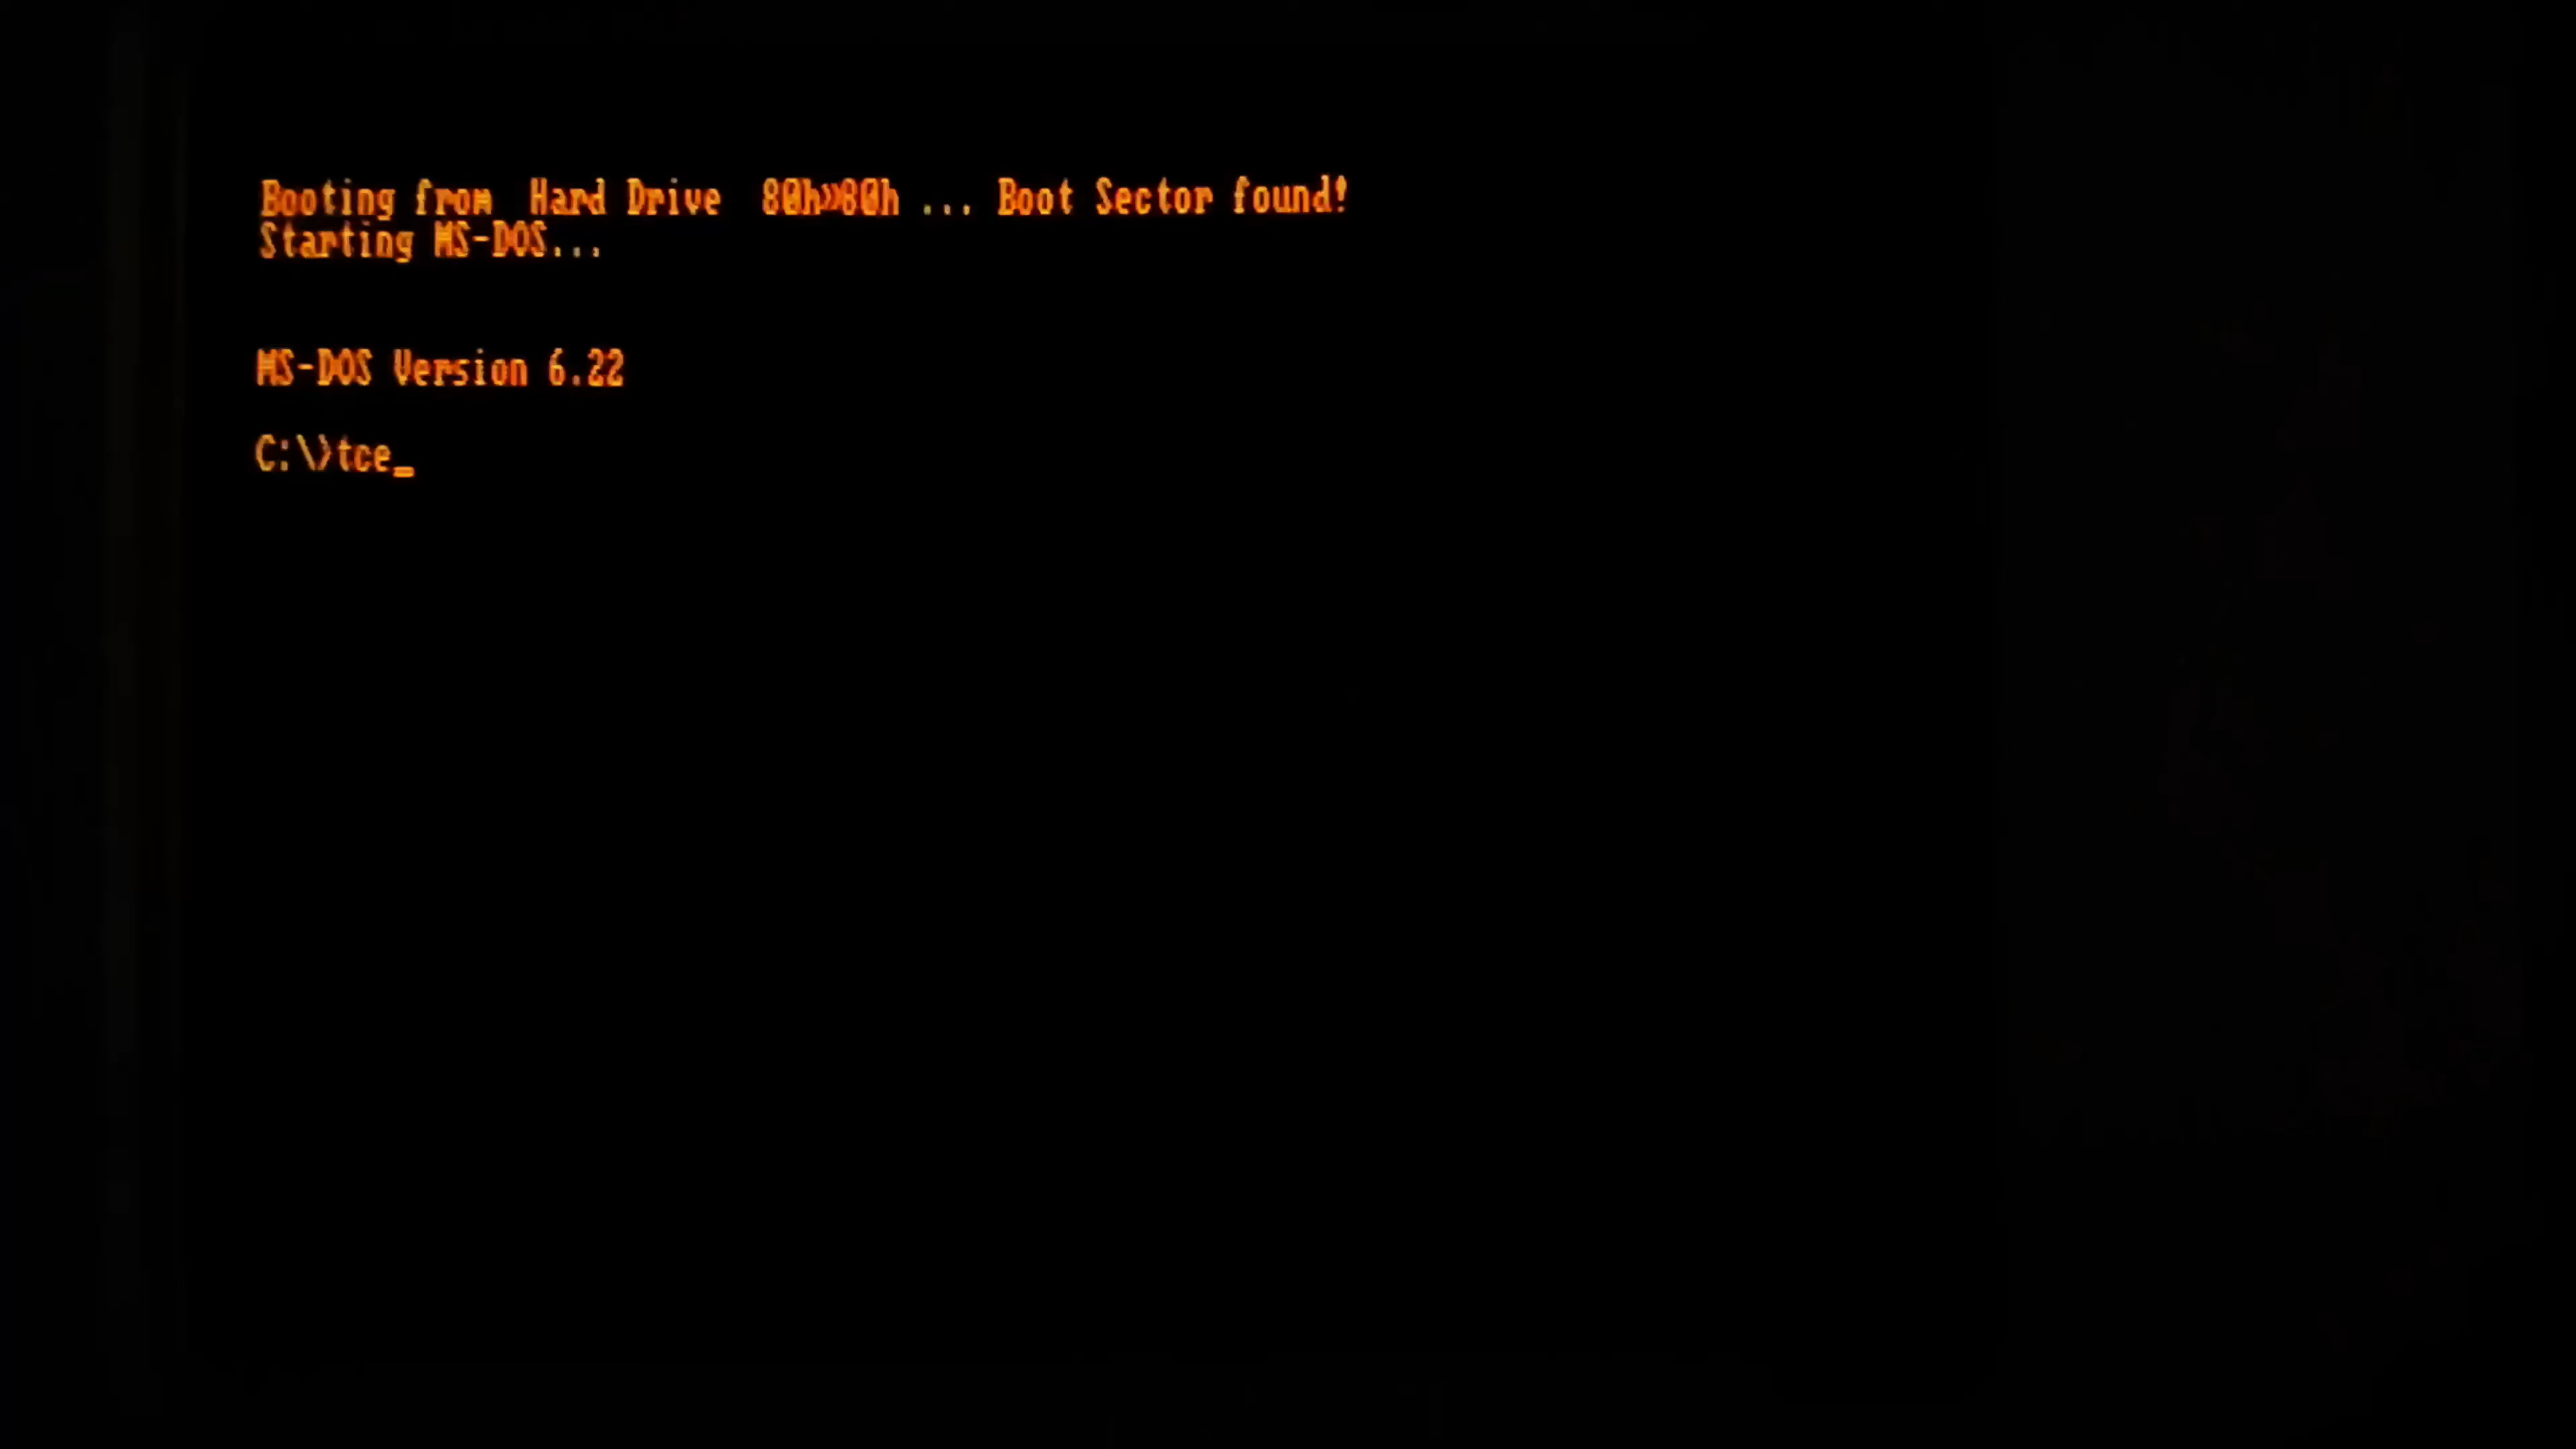 Booting from  Hard Drive  80h»80h ... Boot Sector found!
Starting MS-DOS...
MS-DOS Version 6.22
C:\>tce_